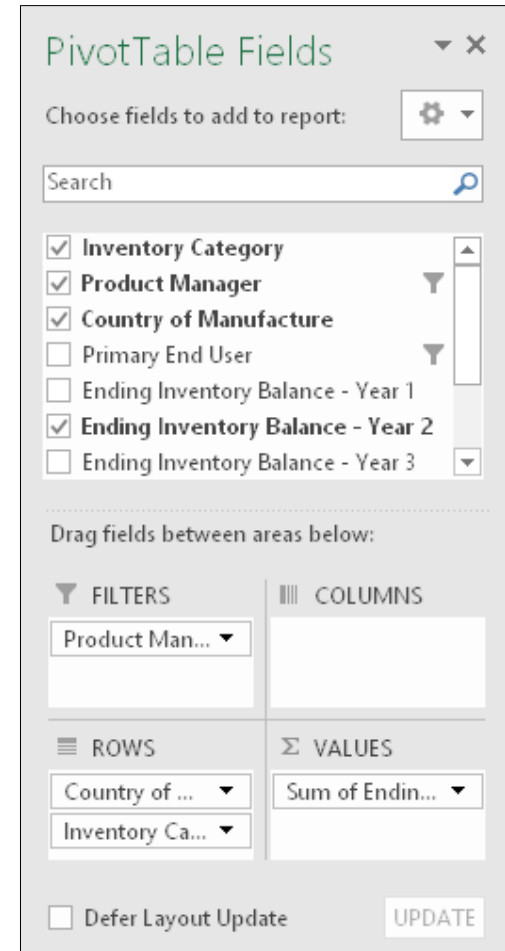 PivotTable Fields
Choose fields to add to report:
Search
Inventory Category
Product Manager
Country of Manufacture
Primary End User
Ending Inventory Balance - Year 1
Ending Inventory Balance - Year 2
Ending Inventory Balance - Year 3
Drag fields between areas below:
FILTERS
COLUMNS
Product Man...
ROWS
Σ VALUES
Country of ...
Sum of Endin...
Inventory Ca...
Defer Layout Update
UPDATE